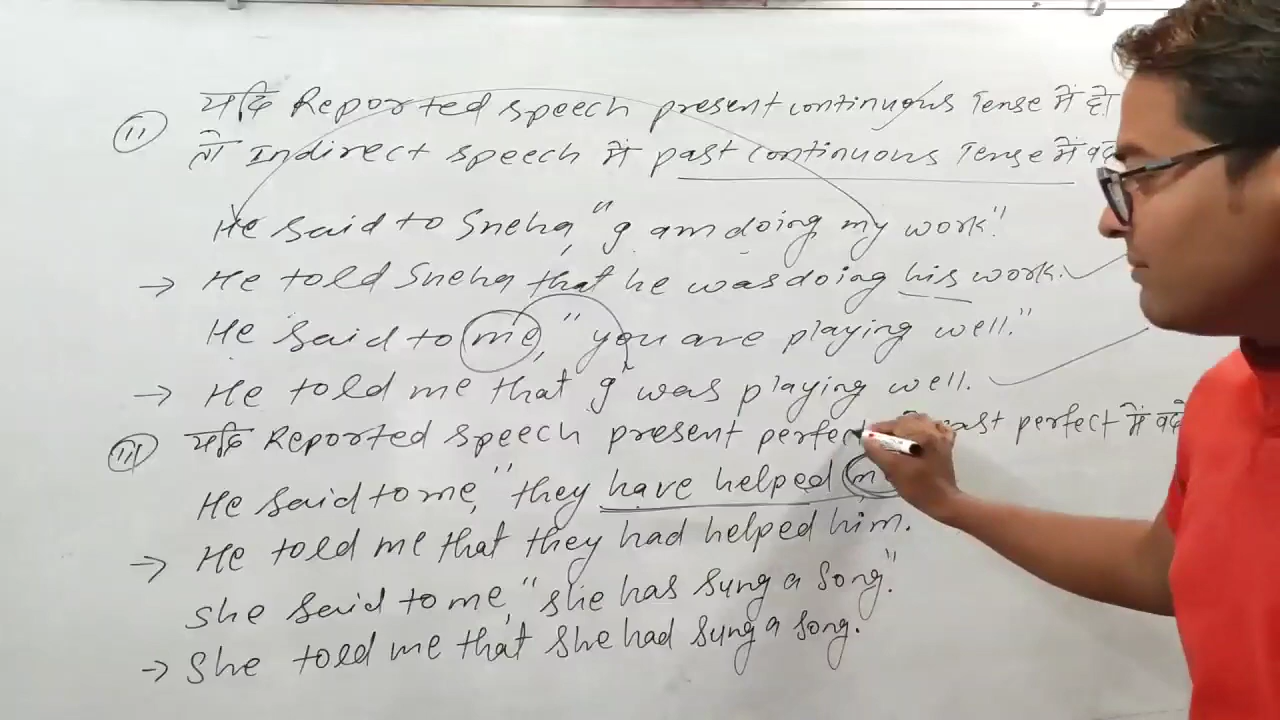 (ii) यदि Reported speech present continuous Tense में हो
तो Indirect speech में past continuous Tense में
He said to Sneha, "I am doing my work."
→ He told Sneha that he was doing his work.
He said to me, "you are playing well."
→ He told me that I was playing well.
(iii) यदि Reported speech present perfect past perfect में
He said to me, "they have helped
→ He told me that they had helped him.
She said to me, "she has sung a song."
→ She told me that she had sung a song.